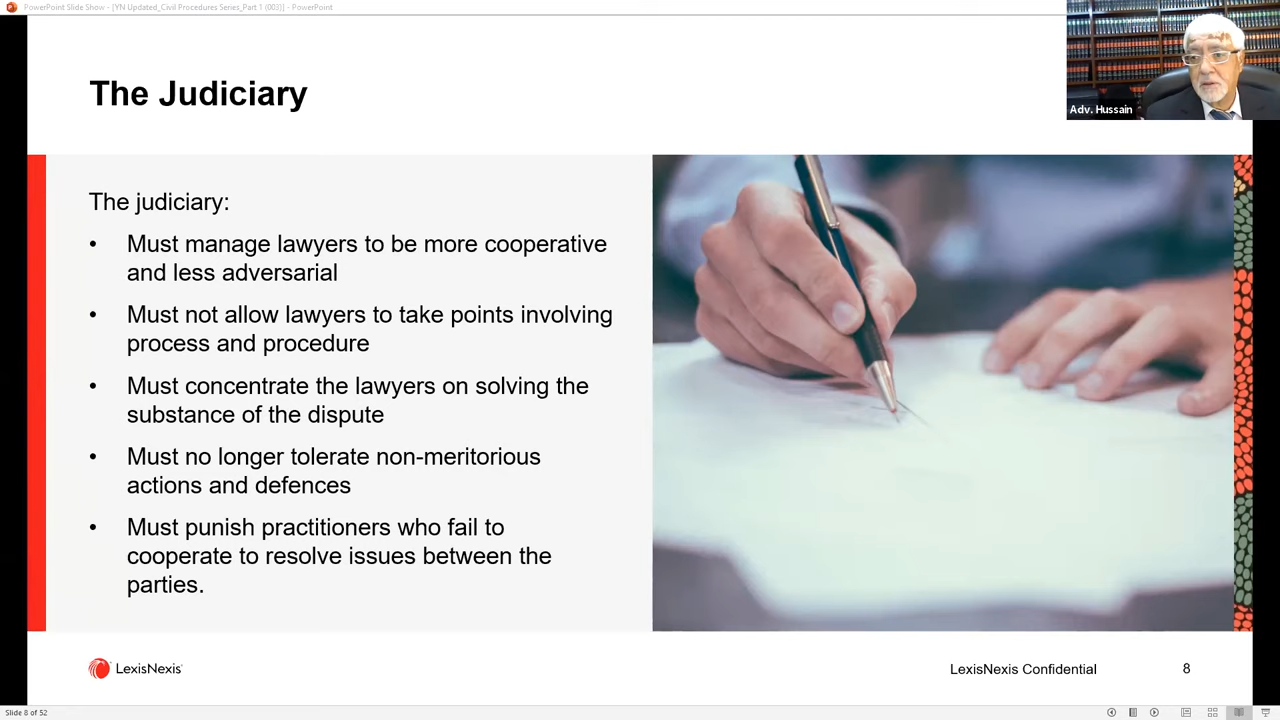 PowerPoint Slide Show - [YN Updated_Civil Procedures Series_Part 1 (003)] - PowerPoint
Adv. Hussain
The Judiciary
The judiciary:
• Must manage lawyers to be more cooperative
and less adversarial
• Must not allow lawyers to take points involving
process and procedure
• Must concentrate the lawyers on solving the
substance of the dispute
• Must no longer tolerate non-meritorious
actions and defences
• Must punish practitioners who fail to
cooperate to resolve issues between the
parties.
LexisNexis
LexisNexis Confidential
8
Slide 8 of 52